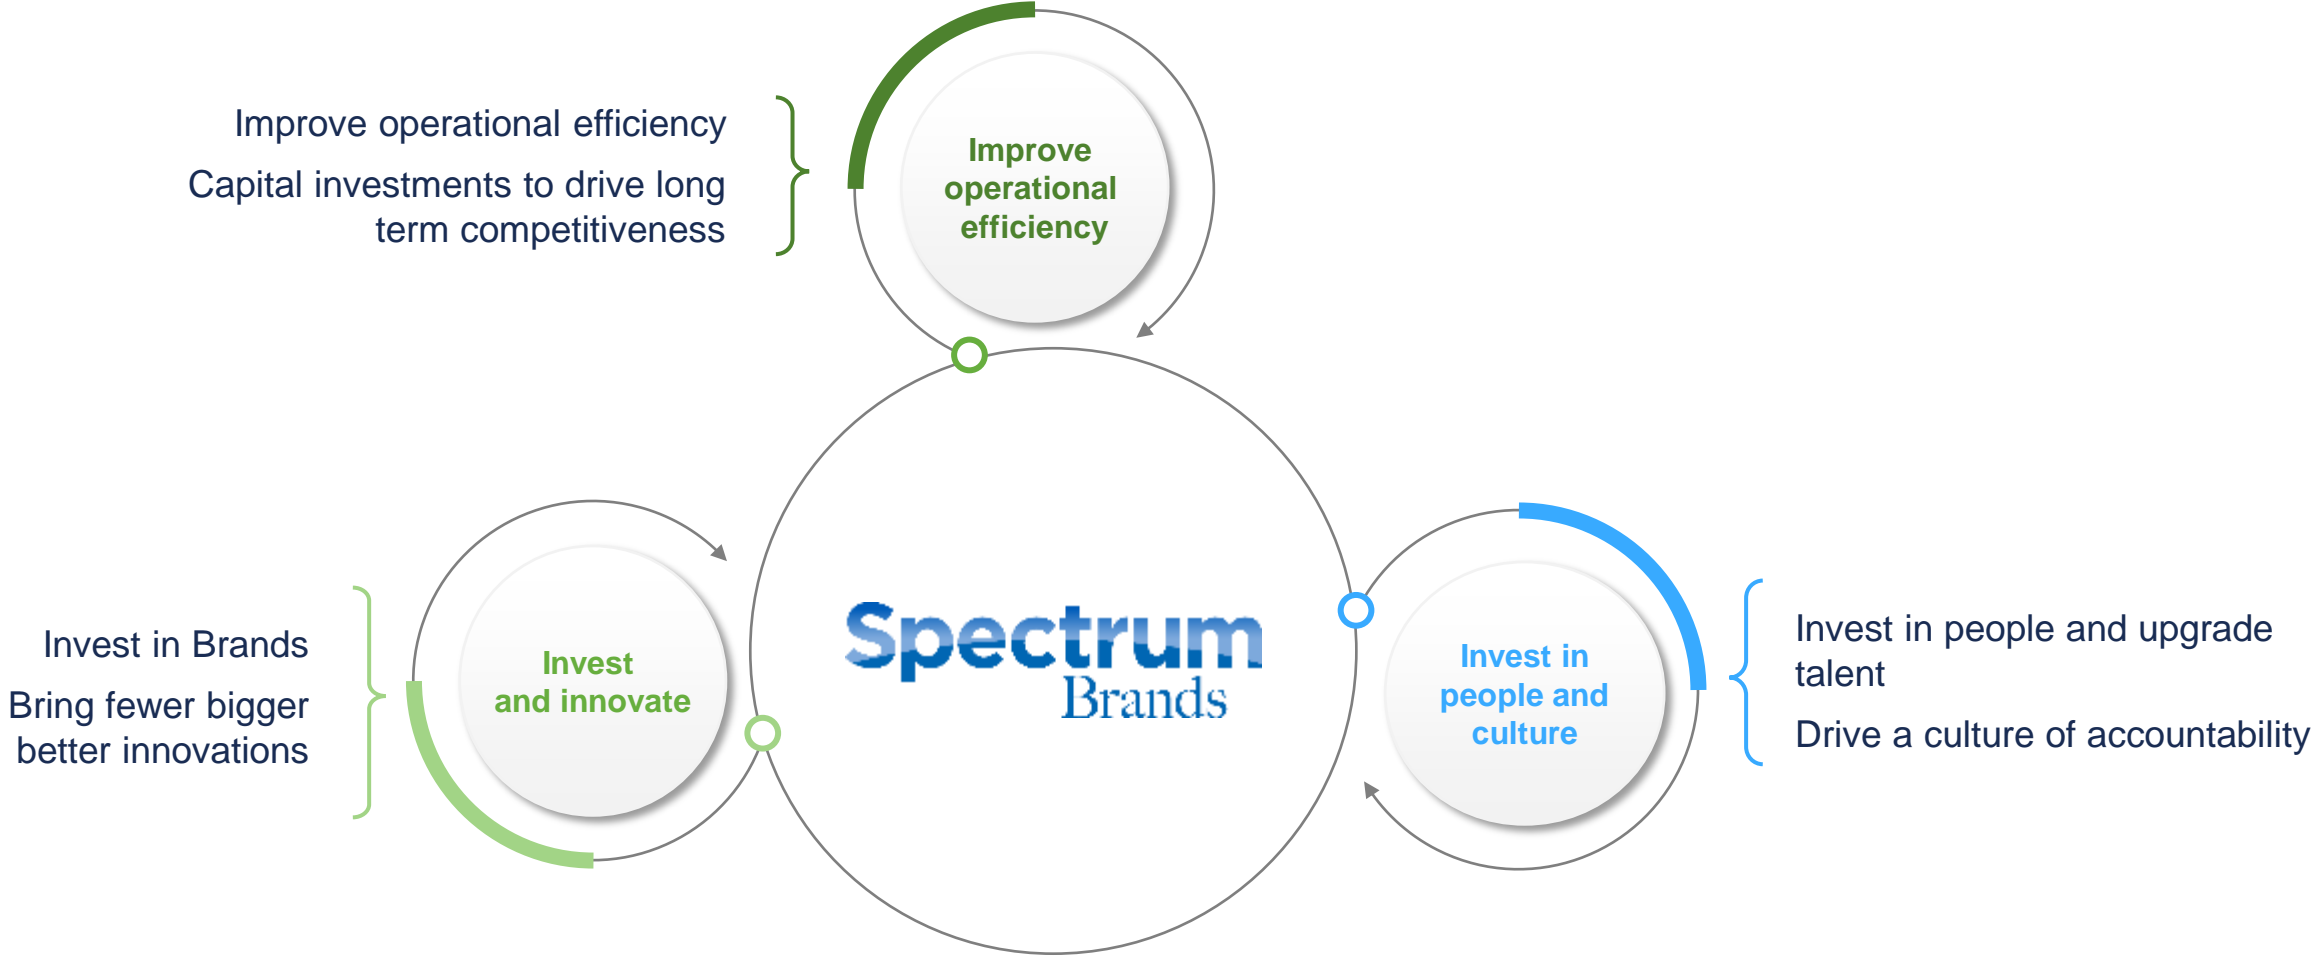 Improve operational efficiency
Capital investments to drive long
term competitiveness
Improve
operational
efficiency
Invest in Brands
Bring fewer bigger
better innovations
Invest
and innovate
Spectrum
Brands
Invest in
people and
culture
Invest in people and upgrade
talent
Drive a culture of accountability